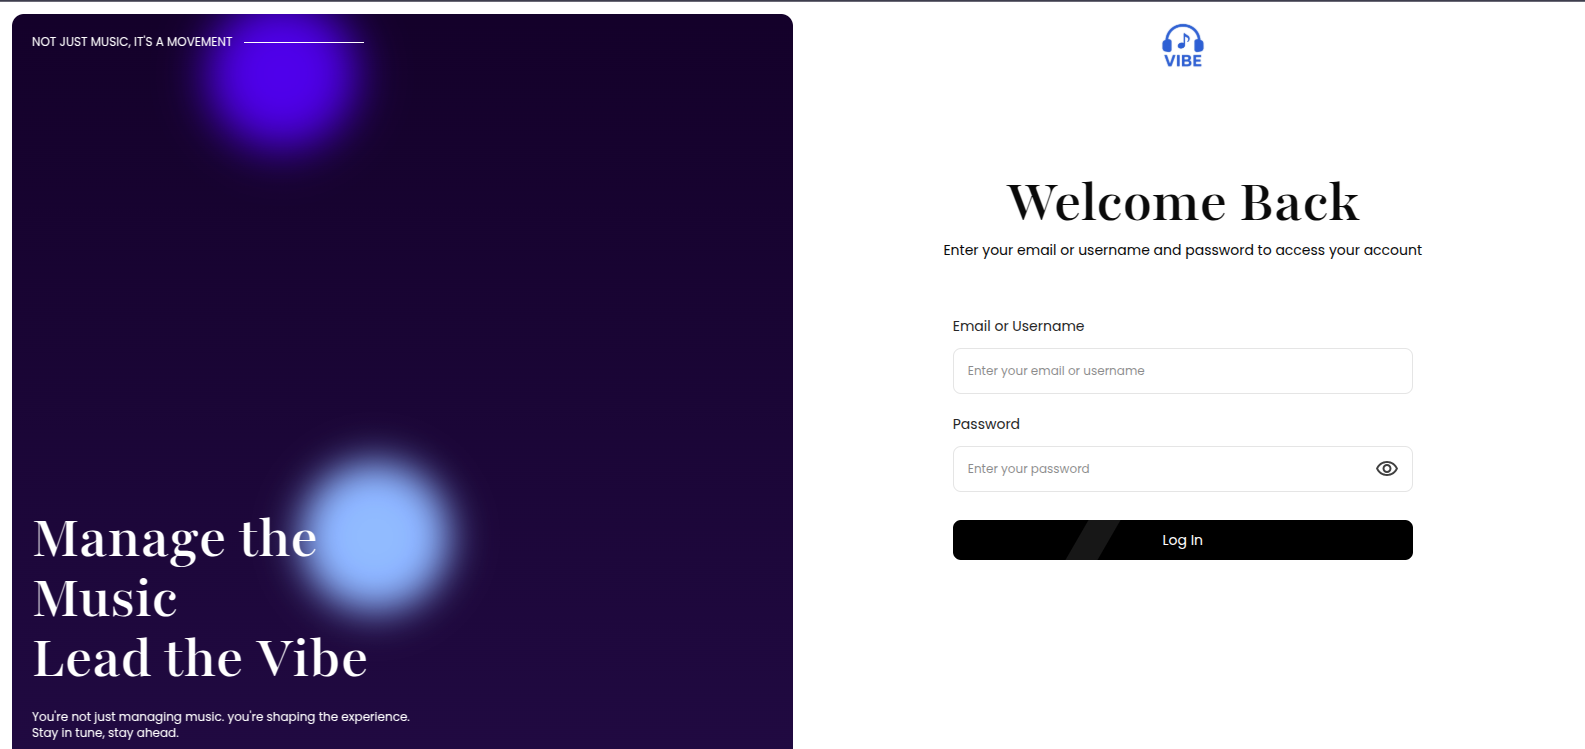 NOT JUST MUSIC, IT'S A MOVEMENT
Manage the
Music
Lead the Vibe
You're not just managing music. you're shaping the experience.
Stay in tune, stay ahead.
VIBE
Welcome Back
Enter your email or username and password to access your account
Email or Username
Enter your email or username
Password
Enter your password
Log In